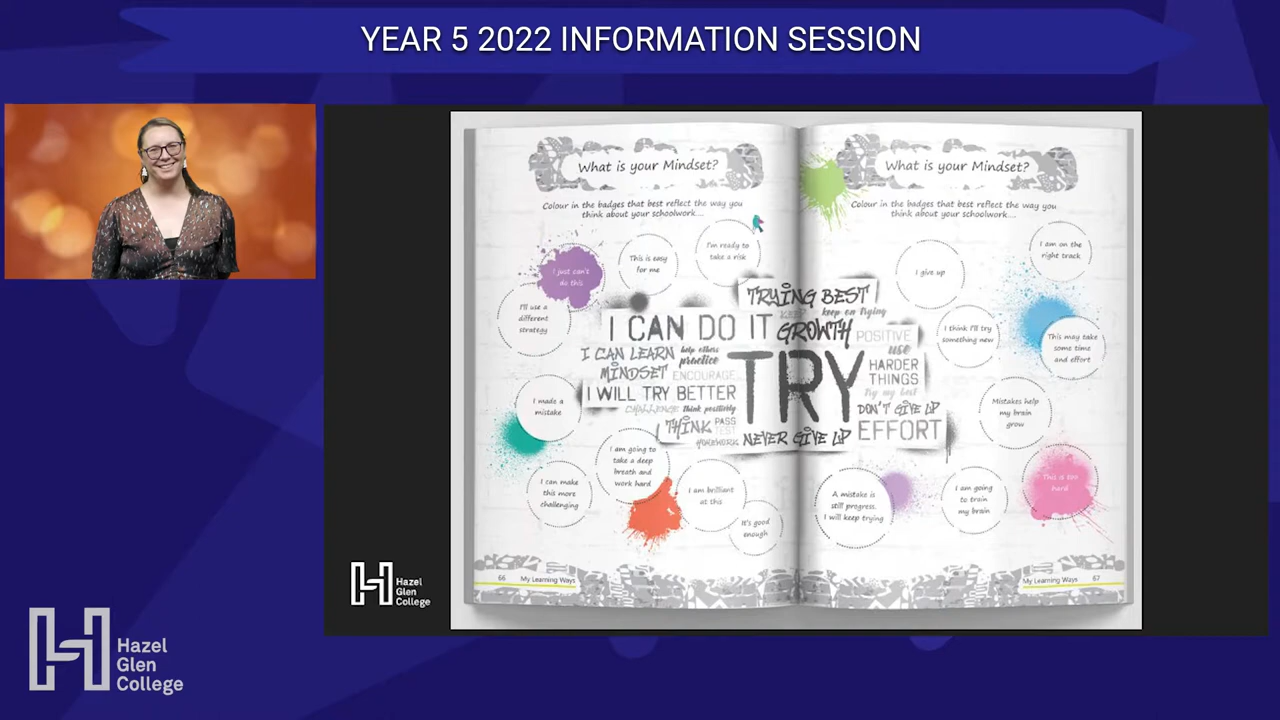 YEAR 5 2022 INFORMATION SESSION
What is your Mindset?
Colour in the badges that best reflect the way you
think about your schoolwork....
I'm ready to
take a risk
This is easy
for me
I just can't
do this
I'll use a
different
strategy
I made a
mistake
I am going to
take a deep
breath and
work hard
I can make
this more
challenging
I am brilliant
at this
It's good
enough
66 My Learning Ways
TRYING BEST
KEEP keep on trying
I CAN DO IT GROWTH POSITIVE
I CAN LEARN help others
practice
MINDSET ENCOURAGE
I WILL TRY BETTER
CHALLENGE think positively
THINK PASS
TEST
HOMEWORK NEVER GIVE UP
TRY
use
HARDER
THINGS
Try my best
DON'T GIVE UP
EFFORT
What is your Mindset?
Colour in the badges that best reflect the way you
think about your schoolwork....
I am on the
right track
I give up
I think I'll try
something new
This may take
some time
and effort
Mistakes help
my brain
grow
This is too
hard
I am going
to train
my brain
A mistake is
still progress.
I will keep trying
My Learning Ways 67
Hazel
Glen
College
Hazel
Glen
College